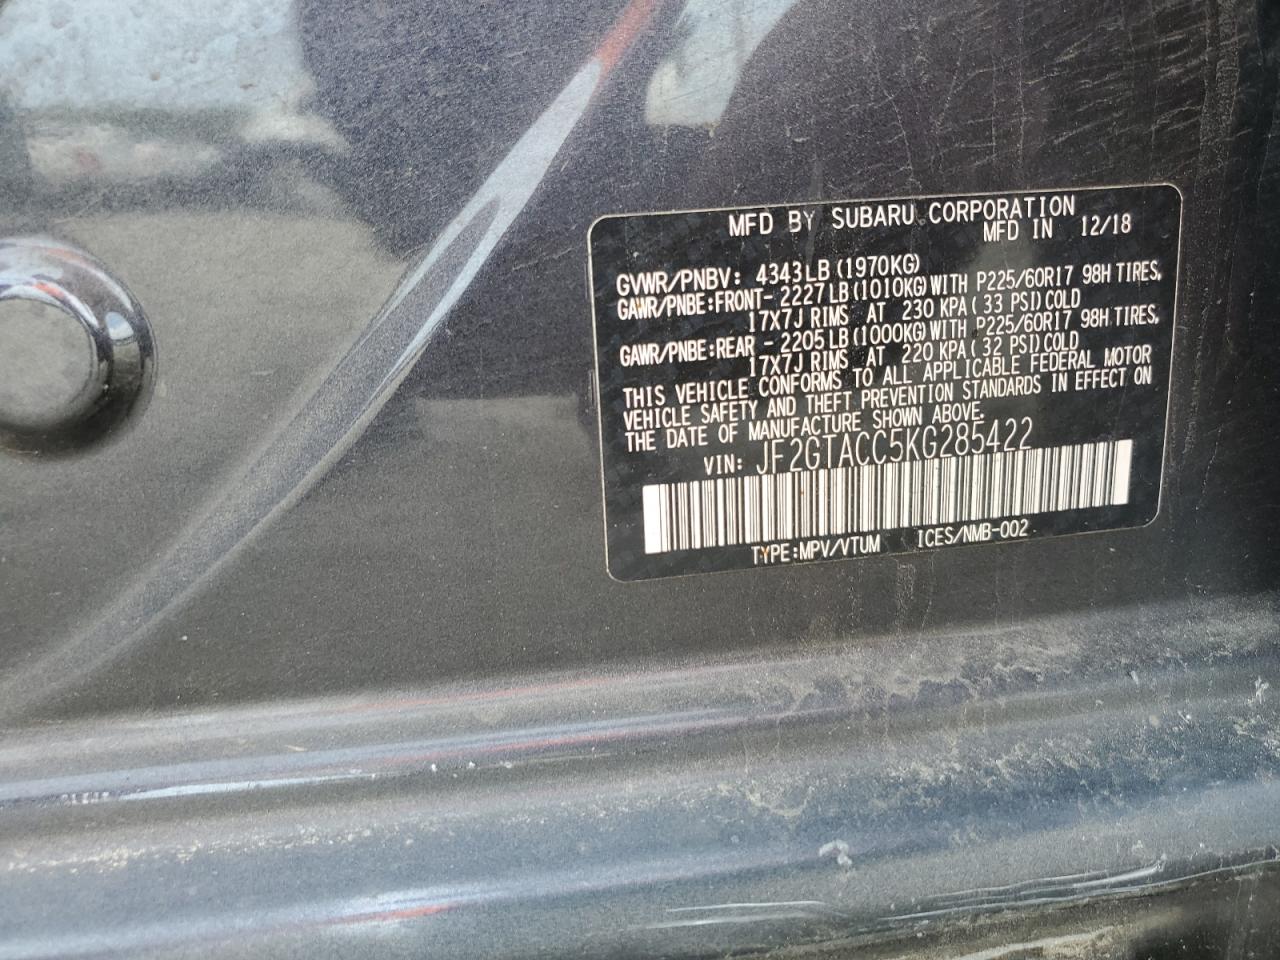 MFD BY SUBARU CORPORATION
MFD IN 12/18
GVWR/PNBV: 4343LB(1970KG)
GAWR/PNBE:FRONT- 2227LB(1010KG)WITH P225/60R17 98H TIRES,
17X7J RIMS AT 230 KPA(33 PSI)COLD
GAWR/PNBE:REAR - 2205LB(1000KG)WITH P225/60R17 98H TIRES,
17X7J RIMS AT 220 KPA(32 PSI)COLD
THIS VEHICLE CONFORMS TO ALL APPLICABLE FEDERAL MOTOR
VEHICLE SAFETY AND THEFT PREVENTION STANDARDS IN EFFECT ON
THE DATE OF MANUFACTURE SHOWN ABOVE.
VIN: JF2GTACC5KG285422
TYPE:MPV/VTUM ICES/NMB-002